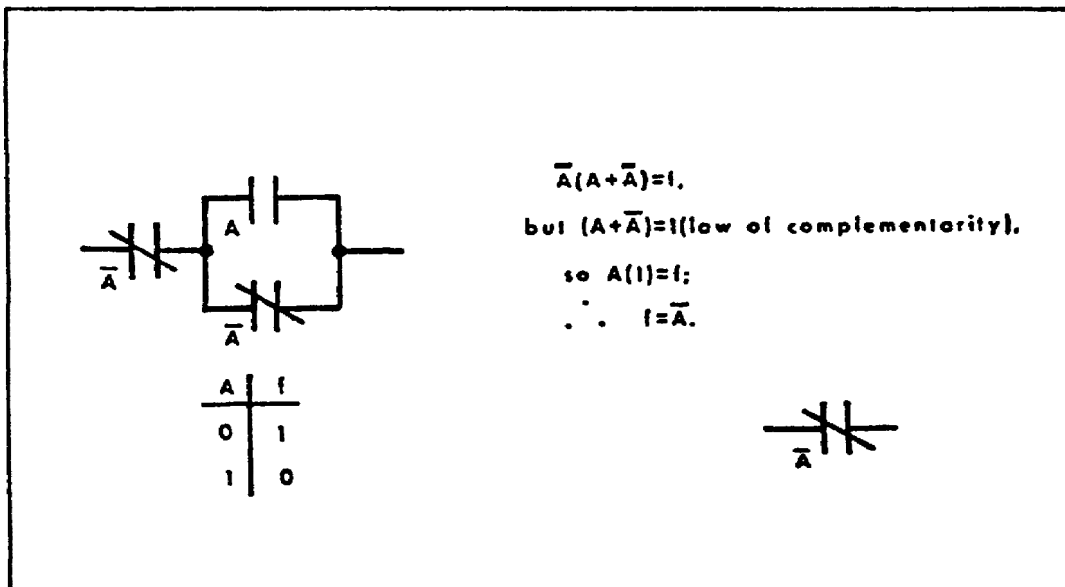 A̅(A+A̅)=f,
but (A+A̅)=1(law of complementarity),
so A(1)=f;
∴ f=A̅.
A
A̅
A̅
A f
0 1
1 0
A̅